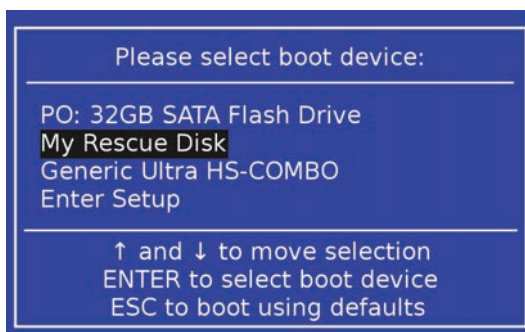 Please select boot device:
PO: 32GB SATA Flash Drive
My Rescue Disk
Generic Ultra HS-COMBO
Enter Setup
↑ and ↓ to move selection
ENTER to select boot device
ESC to boot using defaults